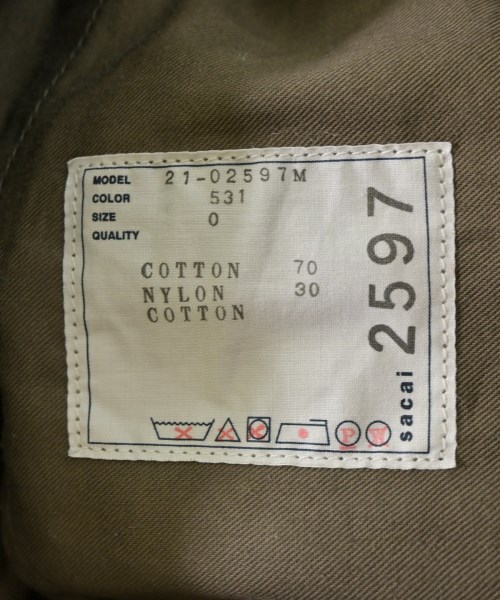 MODEL 21-02597M
COLOR 531
SIZE 0
QUALITY
COTTON 70
NYLON 30
COTTON
P W
sacai 2597